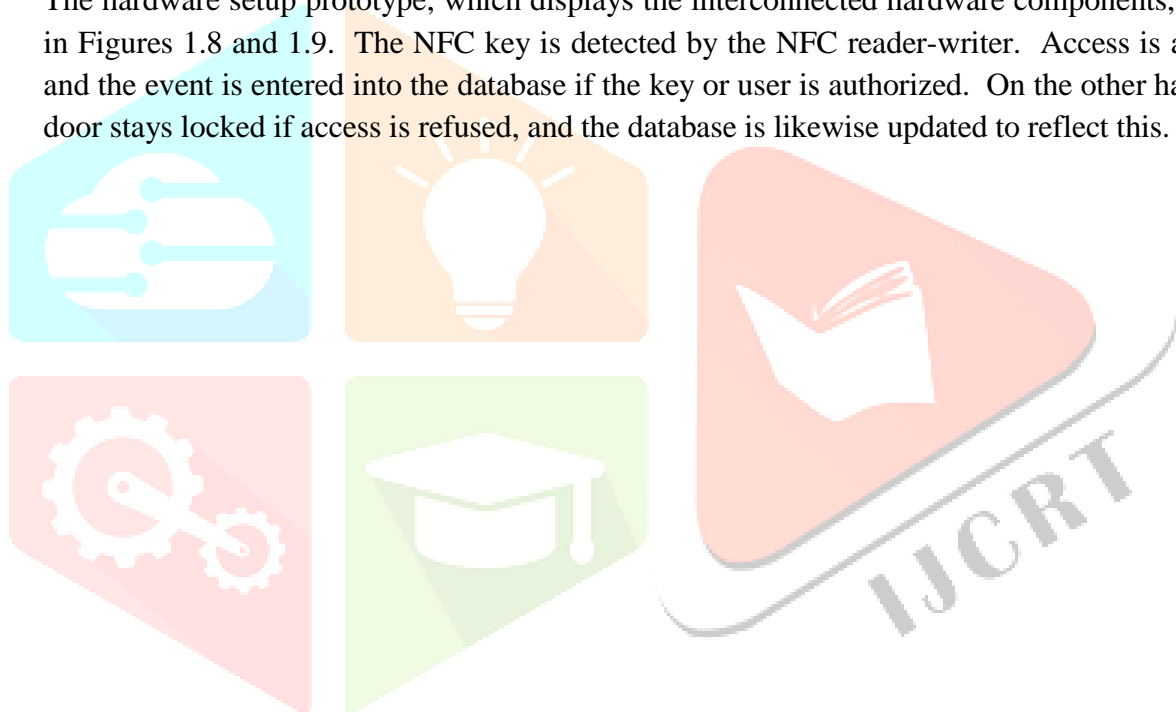 The hardware setup prototype, which displays the interconnected hardware components,
in Figures 1.8 and 1.9. The NFC key is detected by the NFC reader-writer. Access is
and the event is entered into the database if the key or user is authorized. On the other
door stays locked if access is refused, and the database is likewise updated to reflect this.
IJCRT